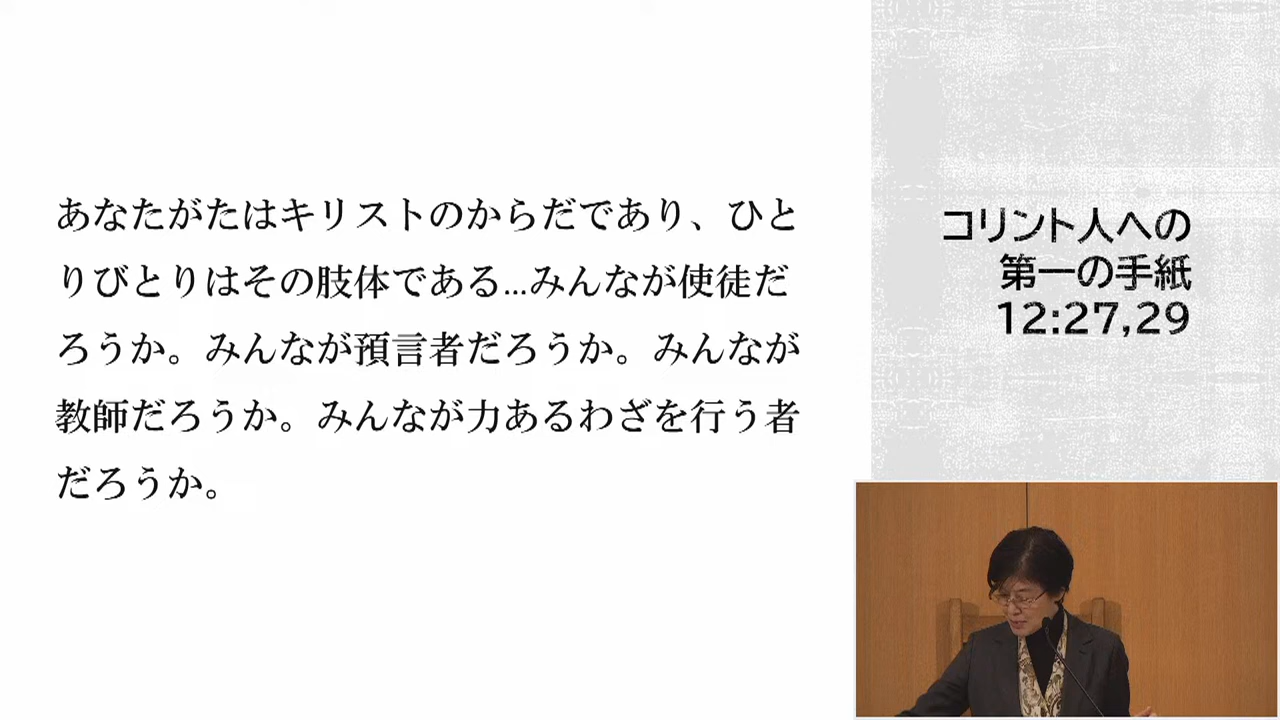 あなたがたはキリストのからだであり、ひと
りびとりはその肢体である...みんなが使徒だ
ろうか。みんなが預言者だろうか。みんなが
教師だろうか。みんなが力あるわざを行う者
だろうか。
コリント人への
第一の手紙
12:27,29